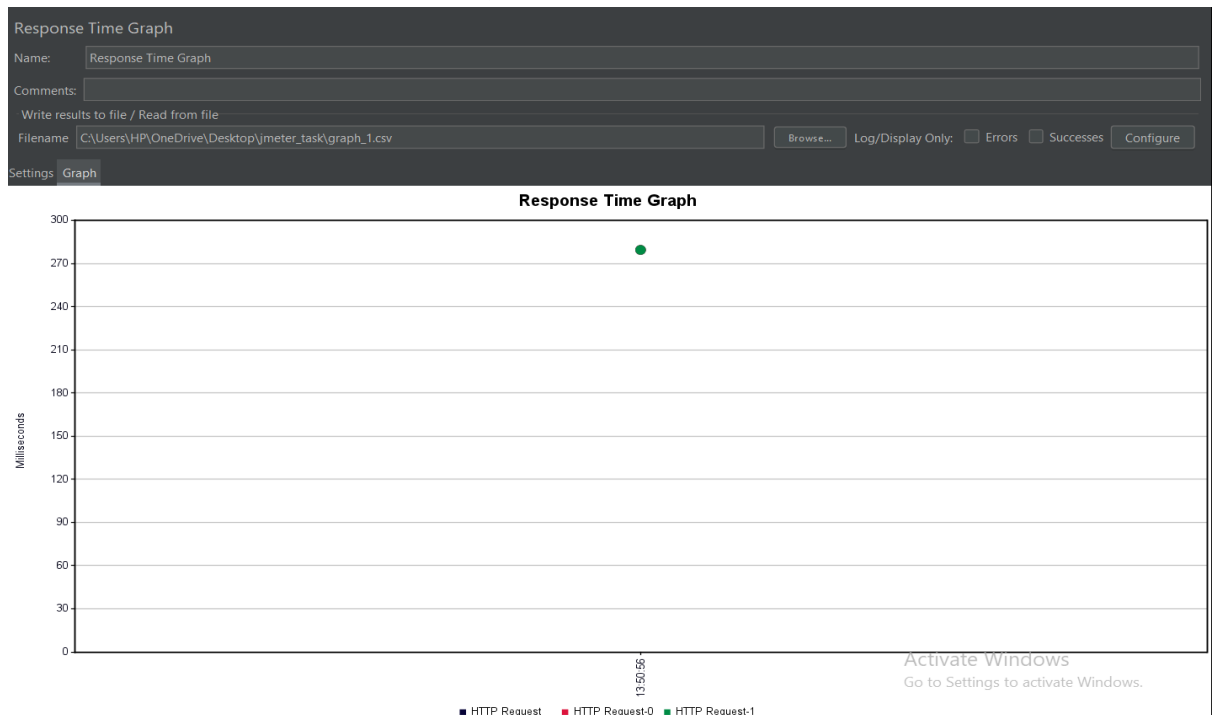 Response Time Graph
Name: Response Time Graph
Comments:
Write results to file / Read from file
Filename C:\Users\HP\OneDrive\Desktop\jmeter_task\graph_1.csv Browse... Log/Display Only: Errors Successes Configure
Settings Graph
Response Time Graph
300
270
240
210
180
150
120
90
60
30
0
Milliseconds
13:50:56
Activate Windows
Go to Settings to activate Windows.
HTTP Request HTTP Request-0 HTTP Request-1